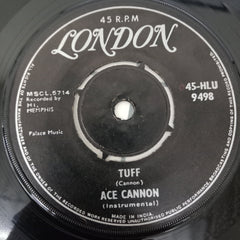 45 R.P.M
LONDON
MSCL.5714
Recorded by
HI,
MEMPHIS
45-HLU
9498
Palace Music
TUFF
(Cannon)
ACE CANNON
(Instrumental)
MADE IN INDIA